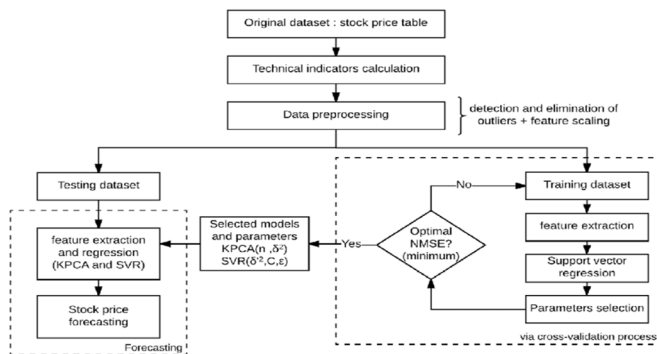 Original dataset : stock price table
Technical indicators calculation
Data preprocessing
detection and elimination of
outliers + feature scaling
Testing dataset
feature extraction
and regression
(KPCA and SVR)
Stock price
forecasting
Forecasting
Selected models
and parameters
KPCA(n ,δ²)
SVR(δ'²,C,ε)
Yes
Optimal
NMSE?
(minimum)
No
Training dataset
feature extraction
Support vector
regression
Parameters selection
via cross-validation process